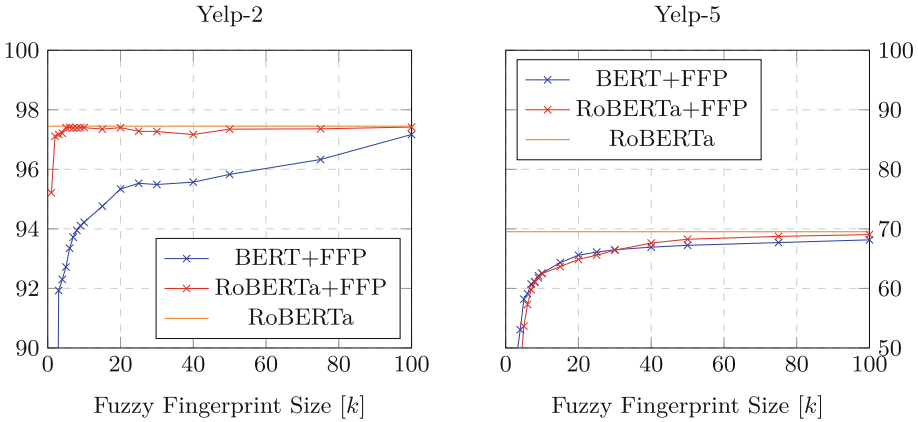 Yelp-2
100
98
96
94
92
90
0
20
40
60
80
100
BERT+FFP
RoBERTa+FFP
RoBERTa
Fuzzy Fingerprint Size [k]
Yelp-5
BERT+FFP
RoBERTa+FFP
RoBERTa
100
90
80
70
60
50
0
20
40
60
80
100
Fuzzy Fingerprint Size [k]